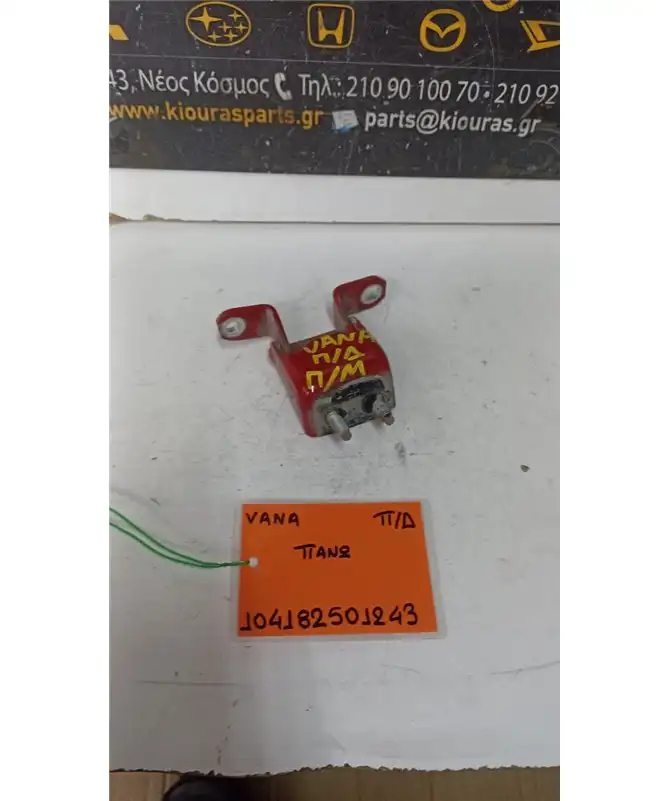 43, Νέος Κόσμος Τηλ.: 210 90 100 70 • 210 92
www.kiourasparts.gr parts@kiouras.gr
VANA
Π/Δ
Π/Μ
VANA Π/Δ
ΠΑΝΩ
104182501243